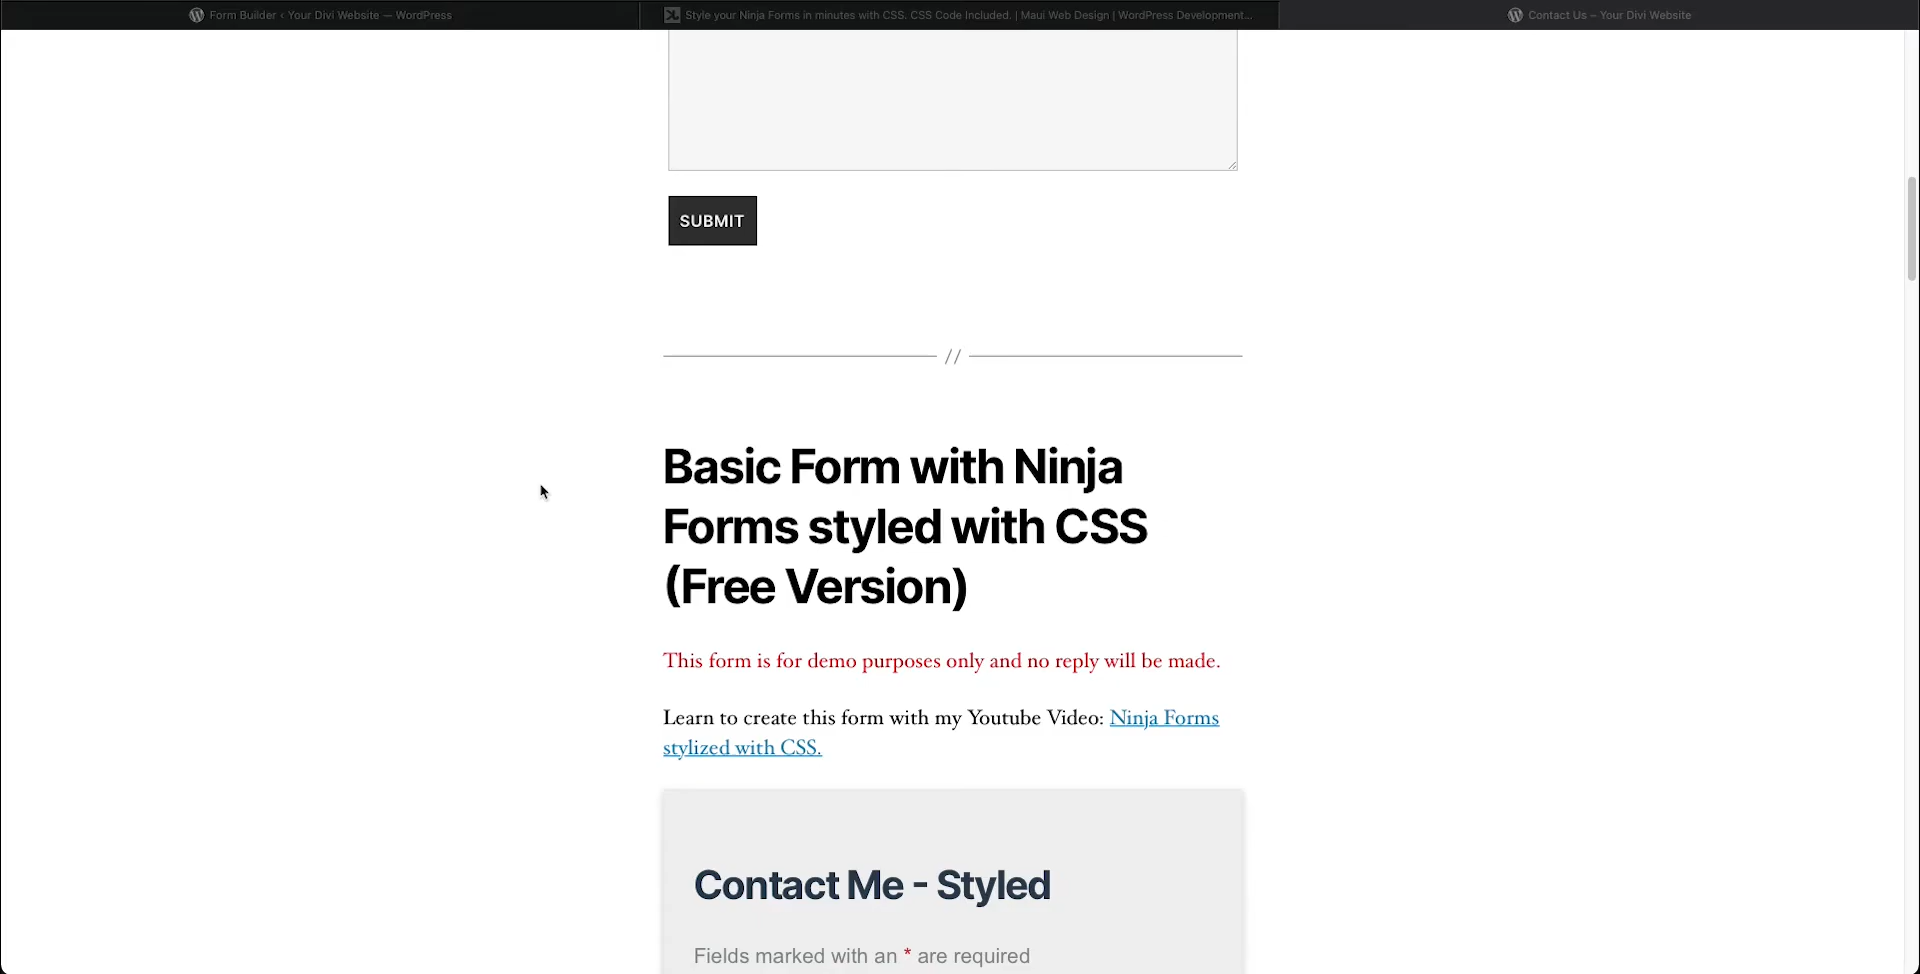 Form Builder ‹ Your Divi Website — WordPress
Style your Ninja Forms in minutes with CSS. CSS Code Included. | Maui Web Design | WordPress Development...
Contact Us – Your Divi Website
SUBMIT
//
Basic Form with Ninja
Forms styled with CSS
(Free Version)
This form is for demo purposes only and no reply will be made.
Learn to create this form with my Youtube Video: Ninja Forms
stylized with CSS.
Contact Me - Styled
Fields marked with an * are required